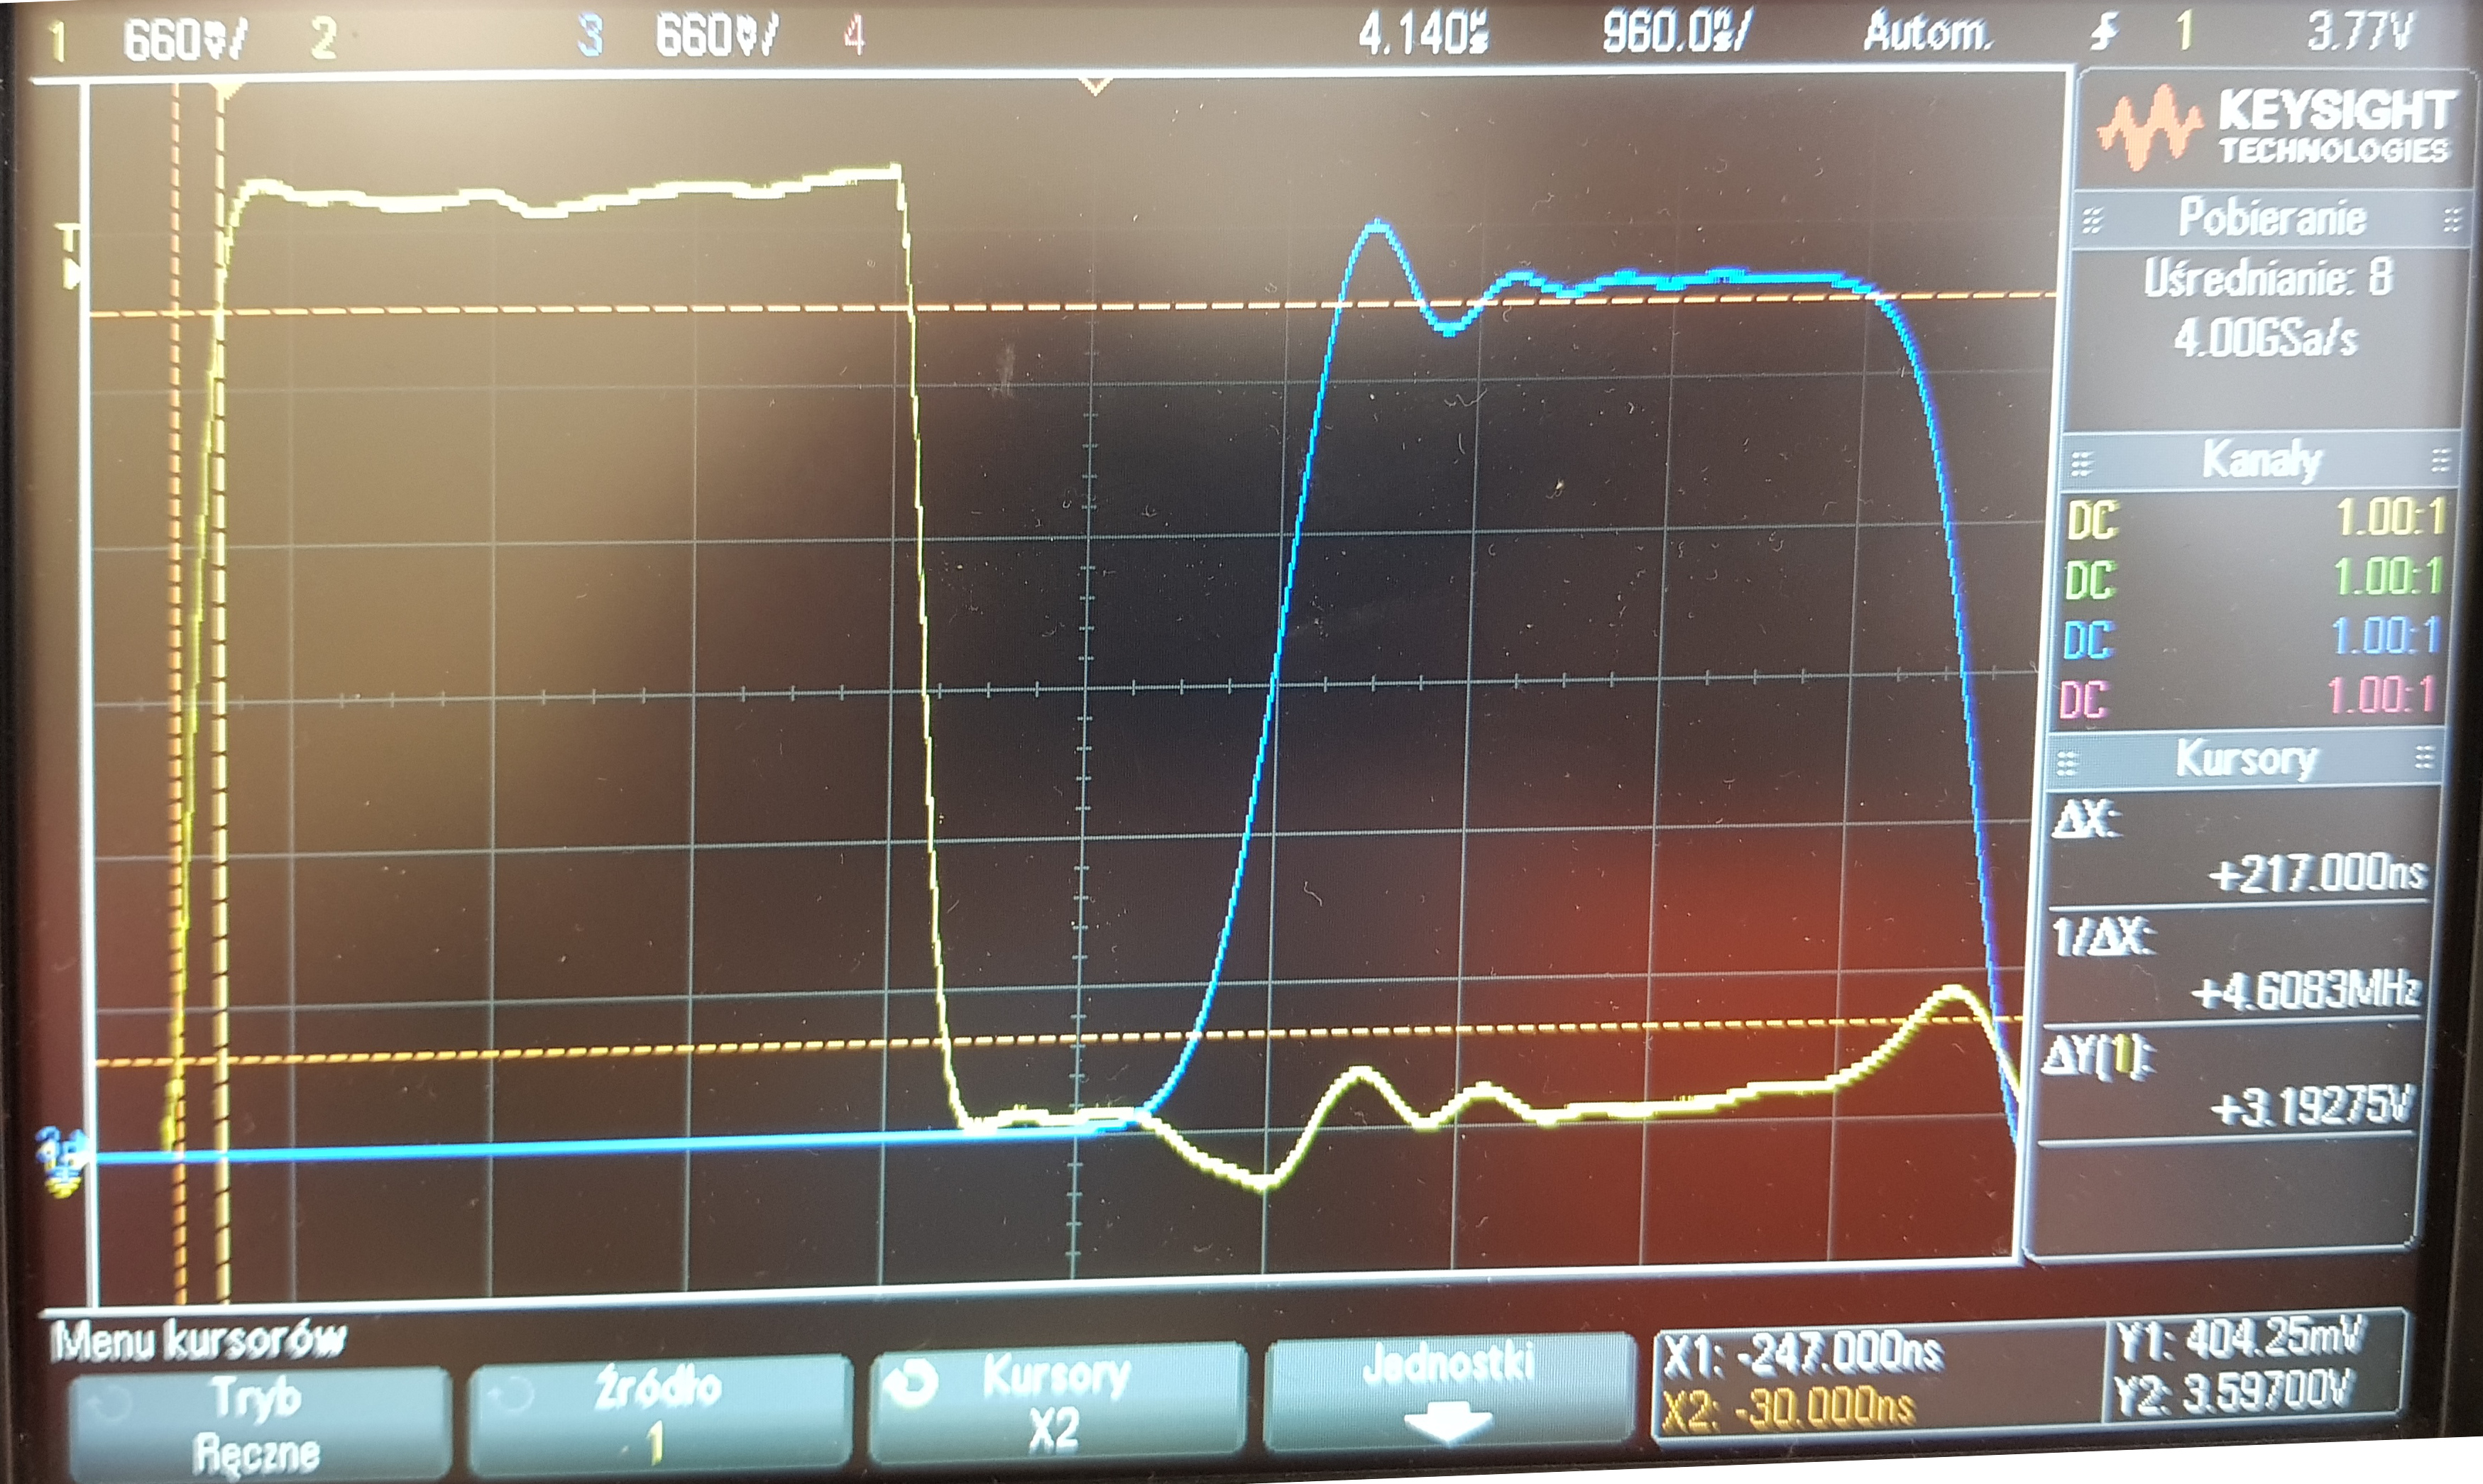 1 660mV/ 2 3 660mV/ 4 4.140us 960.0ns/ Autom. 1 3.77V
KEYSIGHT
TECHNOLOGIES
Pobieranie
Uśrednianie: 8
4.00GSa/s
Kanały
DC 1.00:1
DC 1.00:1
DC 1.00:1
DC 1.00:1
Kursory
ΔX:
+217.000ns
1/ΔX:
+4.6083MHz
ΔY(1):
+3.19275V
T
Menu kursorów
Tryb
Ręczne
Źródło
1
Kursory
X2
Jednostki
X1: -247.000ns
X2: -30.000ns
Y1: 404.25mV
Y2: 3.59700V